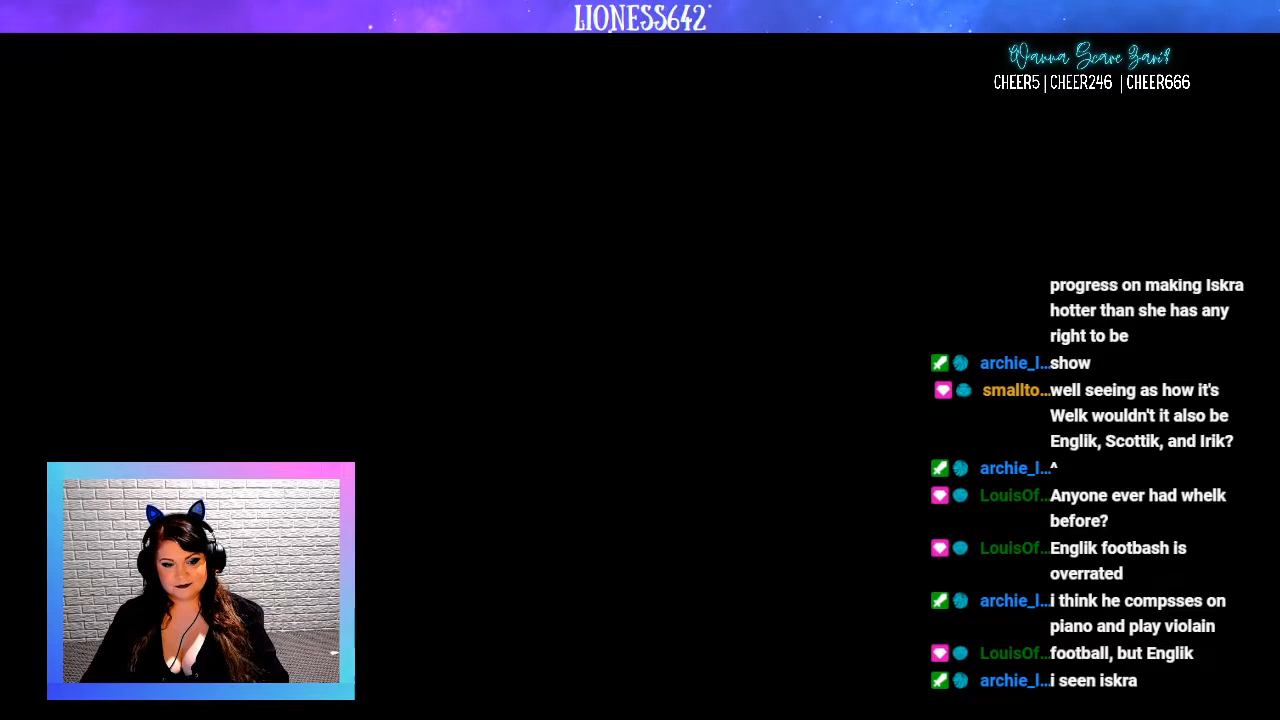 LIONESS642
Wanna Scare Zari?
CHEER5 | CHEER246 | CHEER666
progress on making Iskra
hotter than she has any
right to be
archie_l... show
smallto... well seeing as how it's
Welk wouldn't it also be
Englik, Scottik, and Irik?
archie_l... ^
LouisOf... Anyone ever had whelk
before?
LouisOf... Englik footbash is
overrated
archie_l... i think he compsses on
piano and play violain
LouisOf... football, but Englik
archie_l... i seen iskra